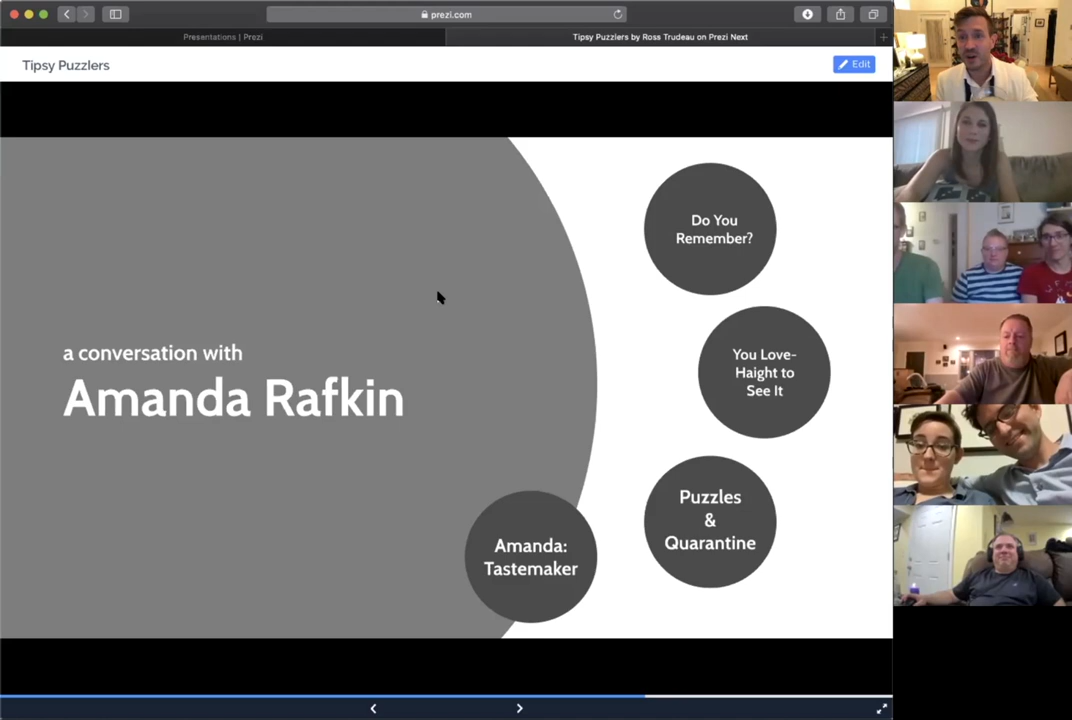 prezi.com
Presentations | Prezi
Tipsy Puzzlers by Ross Trudeau on Prezi Next
Tipsy Puzzlers
Edit
a conversation with
Amanda Rafkin
Do You
Remember?
You Love-
Haight to
See It
Puzzles
&
Quarantine
Amanda:
Tastemaker